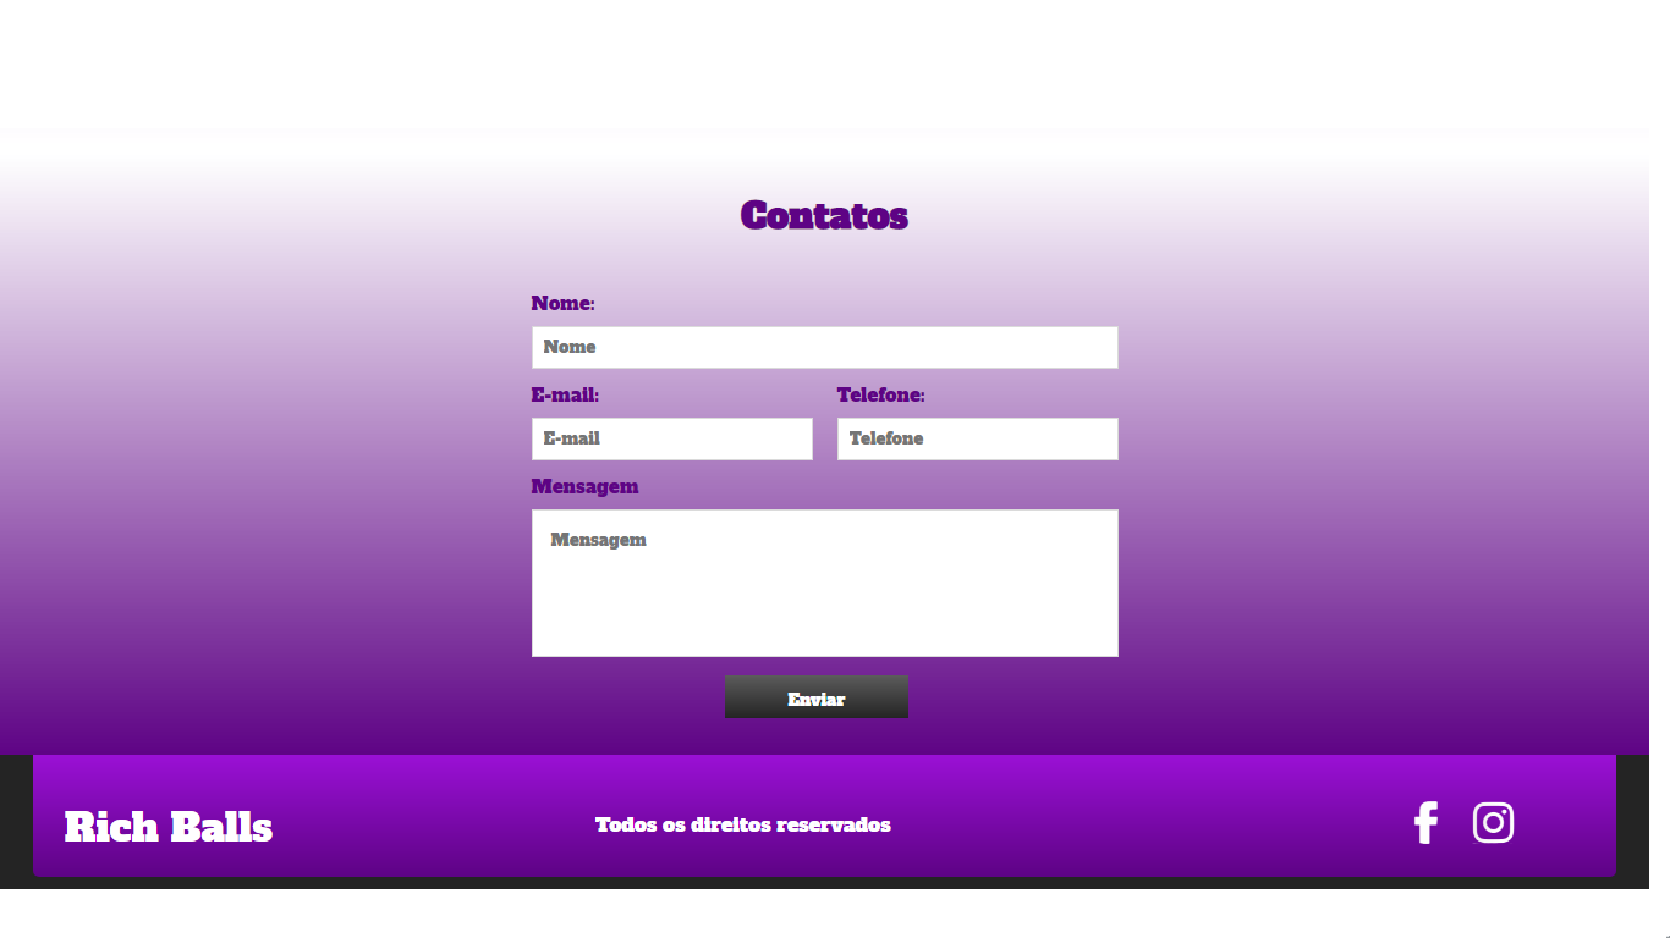 Contatos
Nome:
Nome
E-mail: Telefone:
E-mail Telefone
Mensagem
Mensagem
Enviar
Rich Balls Todos os direitos reservados